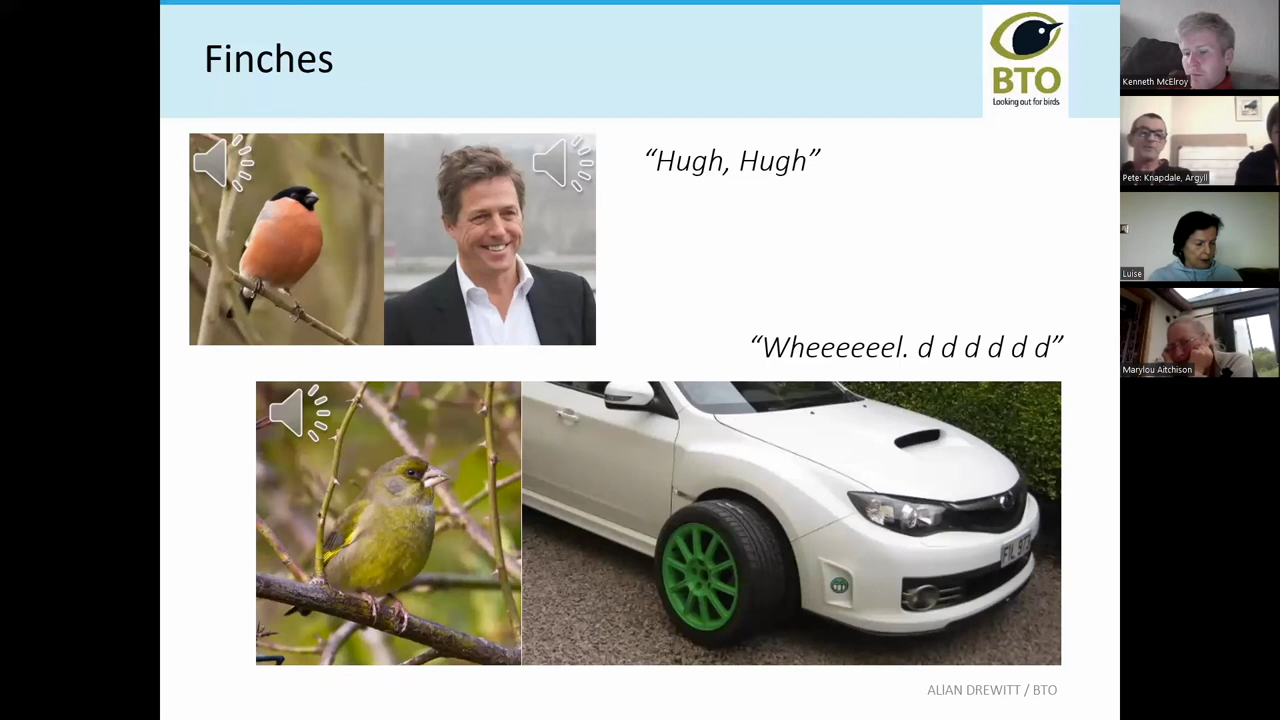 Finches
BTO
Looking out for birds
“Hugh, Hugh”
“Wheeeeeel. d d d d d d”
ALIAN DREWITT / BTO
Kenneth McElroy
Pete: Knapdale, Argyll
Luise
Marylou Aitchison